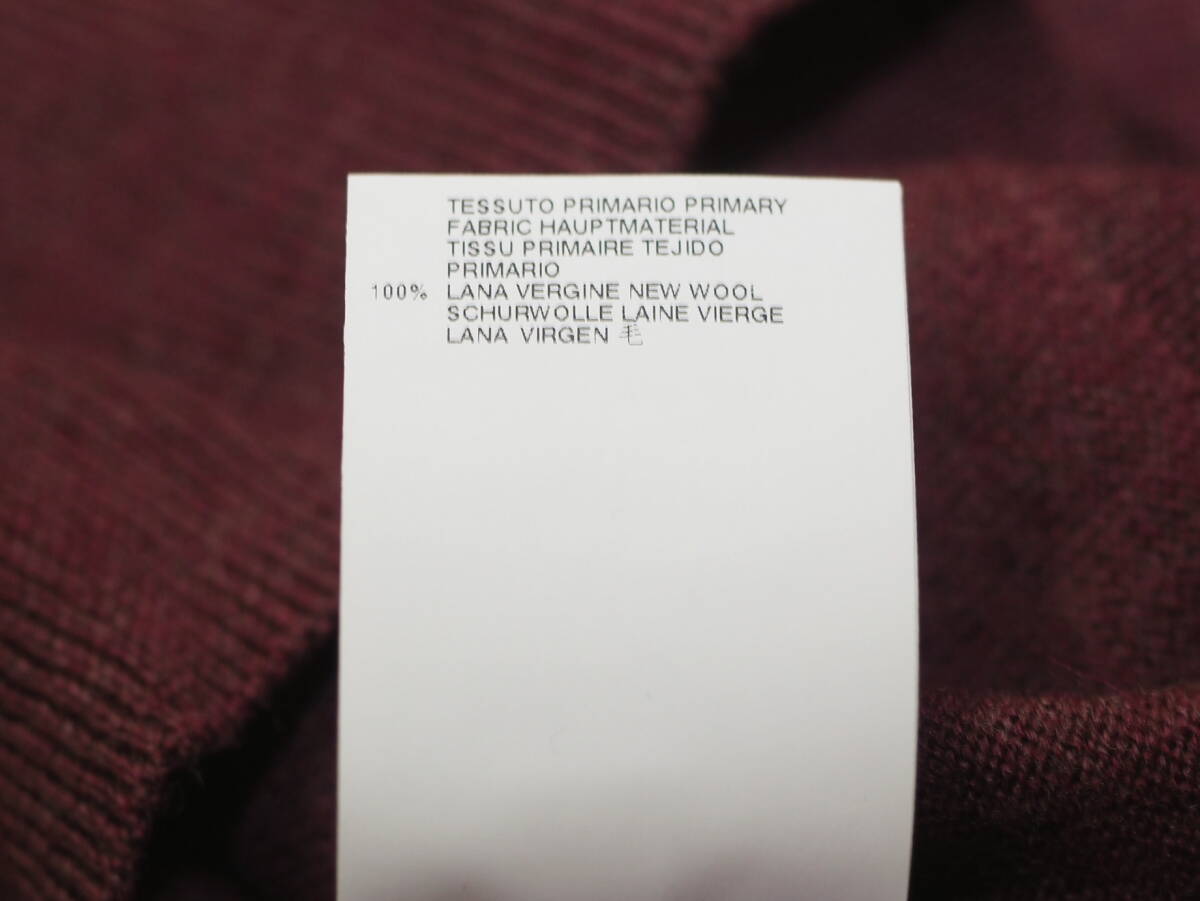 TESSUTO PRIMARIO PRIMARY
FABRIC HAUPTMATERIAL
TISSU PRIMAIRE TEJIDO
PRIMARIO
100% LANA VERGINE NEW WOOL
SCHURWOLLE LAINE VIERGE
LANA VIRGEN 毛